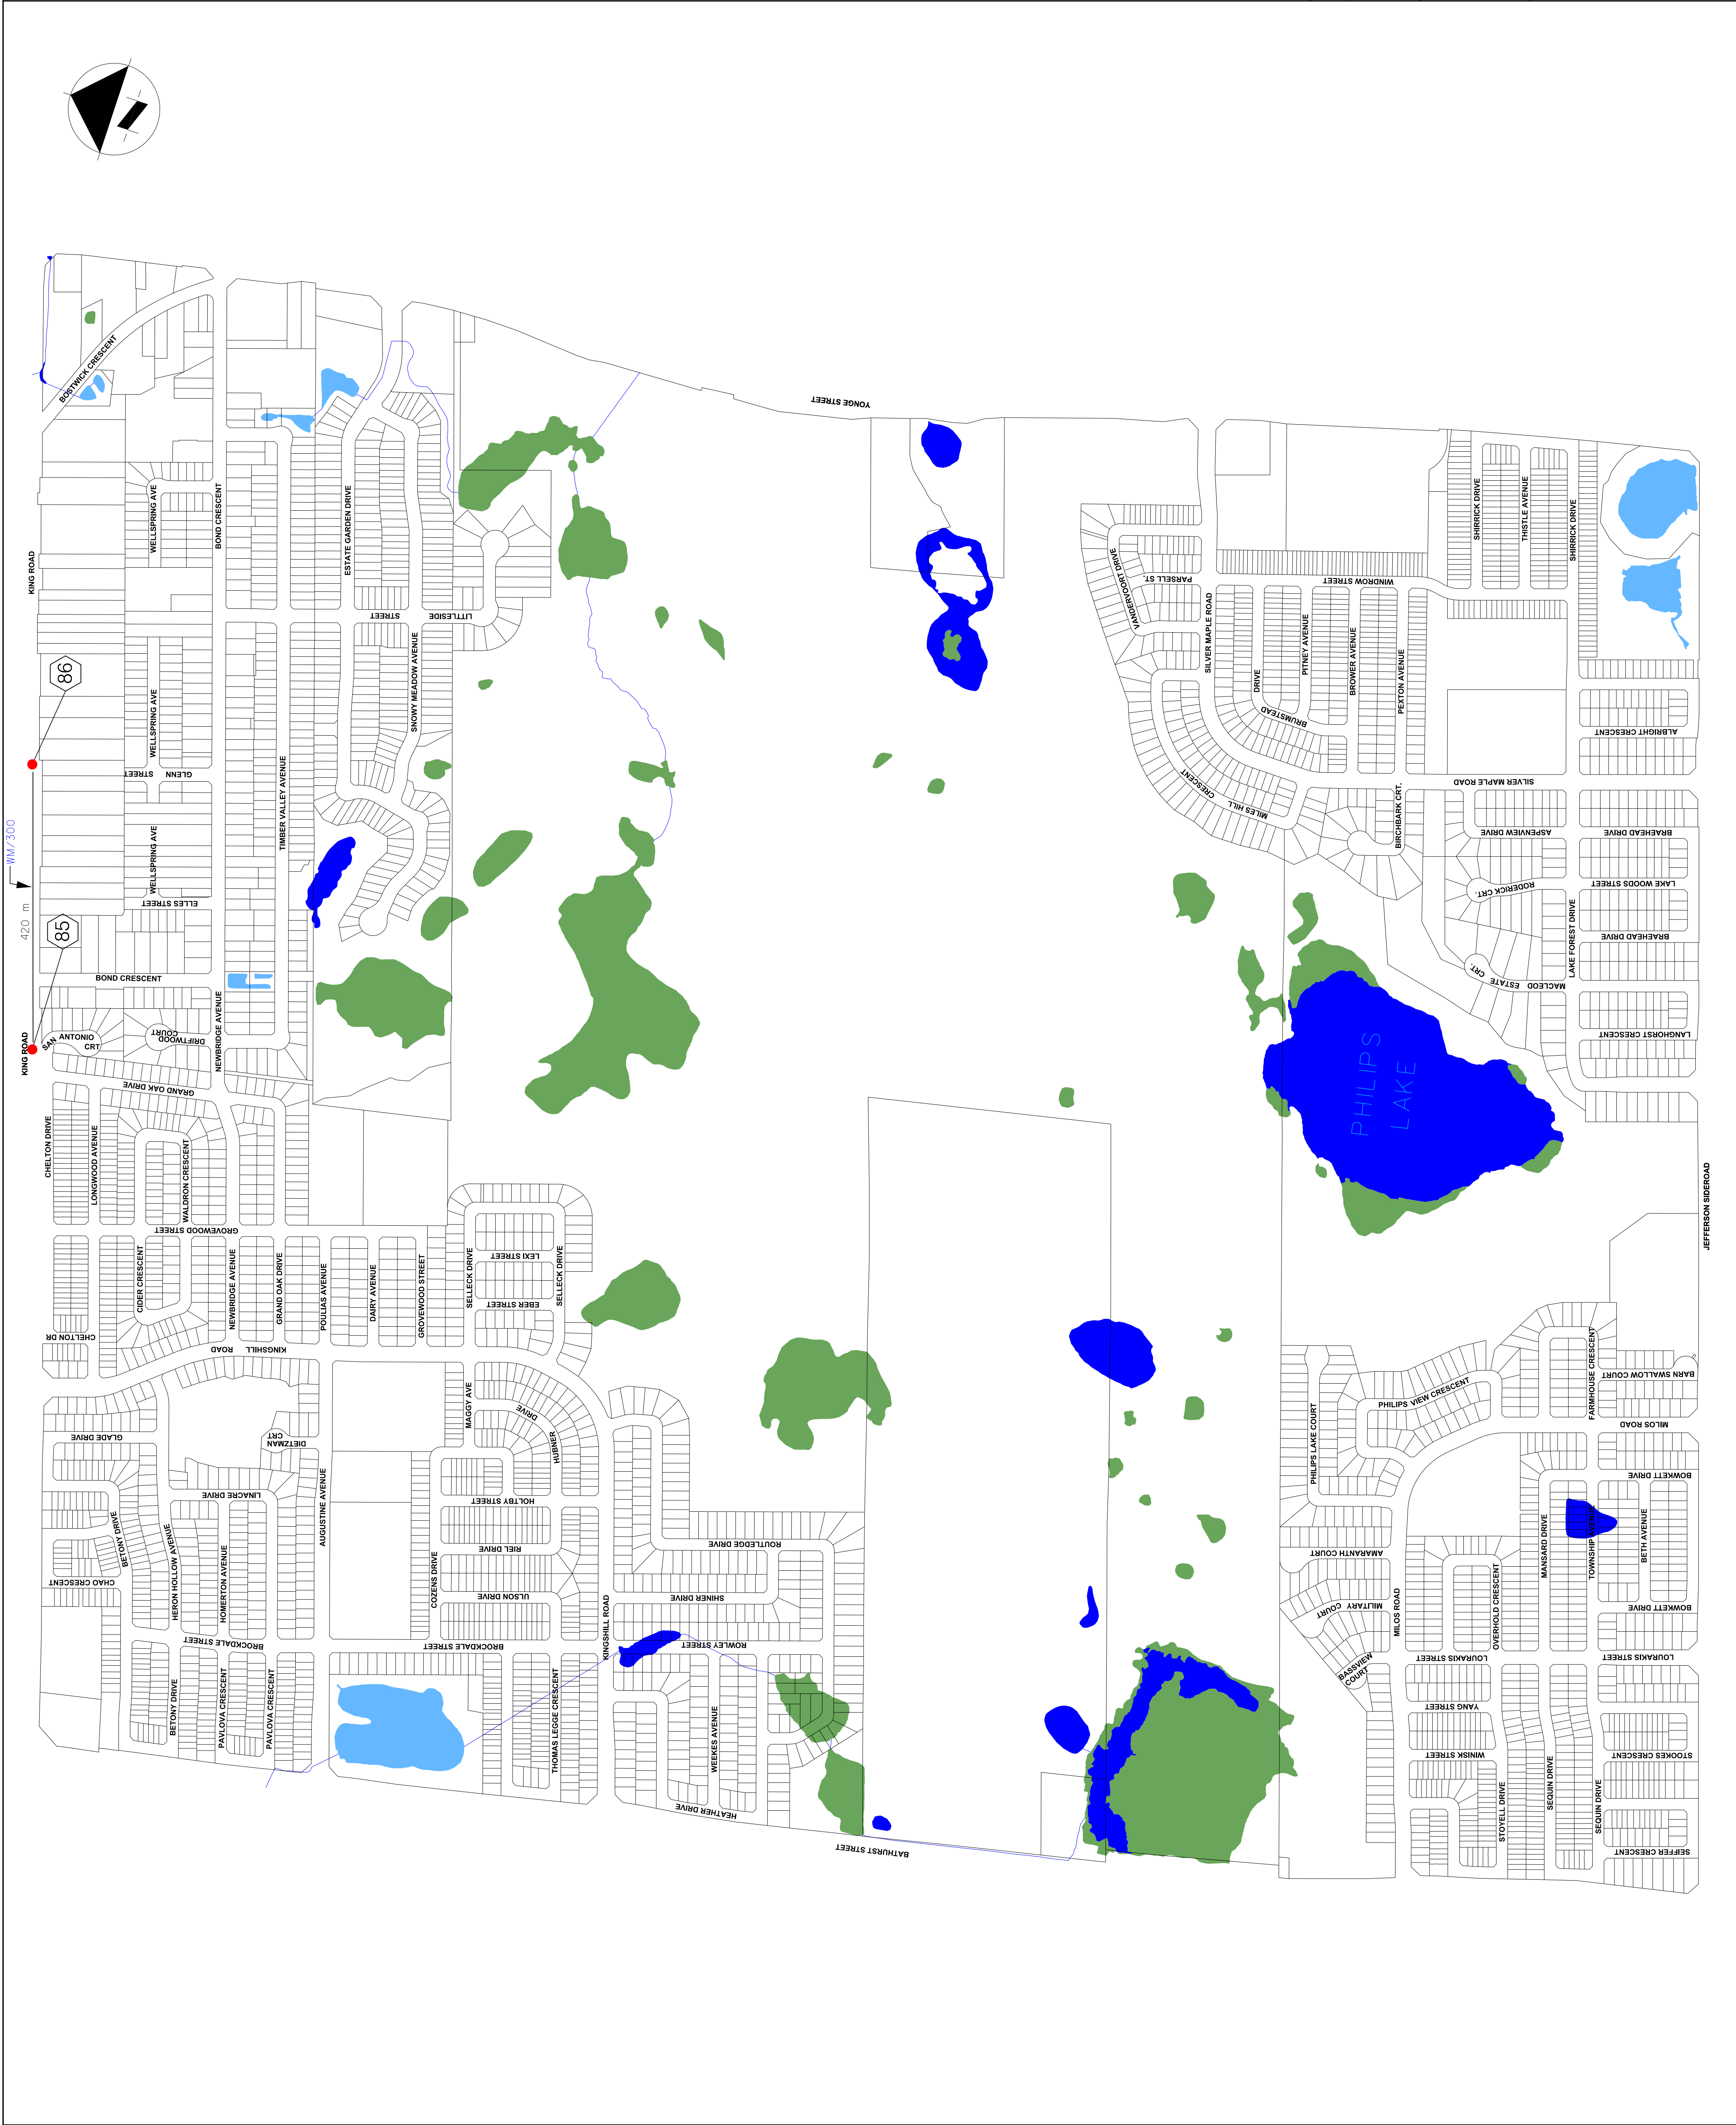 YONGE STREET
BOSTWICK CRESCENT
KING ROAD
WELLSPRING AVE
BOND CRESCENT
ESTATE GARDEN DRIVE
STREET
LITTLESIDE
86
WELLSPRING AVE
GLENN
STREET
SNOWY MEADOW AVENUE
TIMBER VALLEY AVENUE
WM/300
420 m
WELLSPRING AVE
ELLES STREET
85
BOND CRESCENT
KING ROAD
SAN
ANTONIO
CRT
DRIFTWOOD
COURT
NEWBRIDGE AVENUE
GRAND OAK DRIVE
CHELTON DRIVE
LONGWOOD AVENUE
WALDRON CRESCENT
GROVEWOOD STREET
CHELTON DR
CIDER CRESCENT
NEWBRIDGE AVENUE
GRAND OAK DRIVE
POULIAS AVENUE
DAIRY AVENUE
GROVEWOOD STREET
SELLECK DRIVE
LEXI STREET
EBER STREET
SELLECK DRIVE
KINGSHILL
ROAD
GLADE DRIVE
DIETZMAN
CRT
LINACRE DRIVE
AUGUSTINE AVENUE
MAGGY AVE
DRIVE
HUBNER
HOLTBY STREET
RIEL DRIVE
COZENS DRIVE
ULSON DRIVE
BETONY DRIVE
CHAO CRESCENT
HERON HOLLOW AVENUE
HOMERTON AVENUE
BROCKDALE STREET
BROCKDALE STREET
BETONY DRIVE
PAVLOVA CRESCENT
PAVLOVA CRESCENT
THOMAS LEGGE CRESCENT
KINGSHILL ROAD
ROUTLEDGE DRIVE
SHINER DRIVE
ROWLEY STREET
WEEKES AVENUE
HEATHER DRIVE
BATHURST STREET
VANDERVOORT DRIVE
PARSELL ST.
SILVER MAPLE ROAD
WINDROW STREET
SHIRRICK DRIVE
THISTLE AVENUE
SHIRRICK DRIVE
DRIVE
BRUMSTEAD
PITNEY AVENUE
BROWER AVENUE
PEXTON AVENUE
ALBRIGHT CRESCENT
CRESCENT
MILES HILL
SILVER MAPLE ROAD
BIRCHBARK CRT.
ASPENVIEW DRIVE
BRAEHEAD DRIVE
RODERICK CRT.
LAKE WOODS STREET
LAKE FOREST DRIVE
BRAEHEAD DRIVE
MACLEOD ESTATE CRT.
LANGHORST CRESCENT
PHILIPS
LAKE
JEFFERSON SIDEROAD
PHILIPS LAKE COURT
PHILIPS VIEW CRESCENT
FARMHOUSE CRESCENT
BARN SWALLOW COURT
MILOS ROAD
BOWKETT DRIVE
MANSARD DRIVE
TOWNSHIP AVENUE
BETH AVENUE
AMARANTH COURT
MILITARY COURT
MILOS ROAD
OVERHOLD CRESCENT
BOWKETT DRIVE
BASSVIEW
COURT
LOURAKIS STREET
LOURAKIS STREET
YANG STREET
WINISK STREET
STOYELL DRIVE
SEQUIN DRIVE
SEQUIN DRIVE
STOOKES CRESCENT
SEIFFER CRESCENT